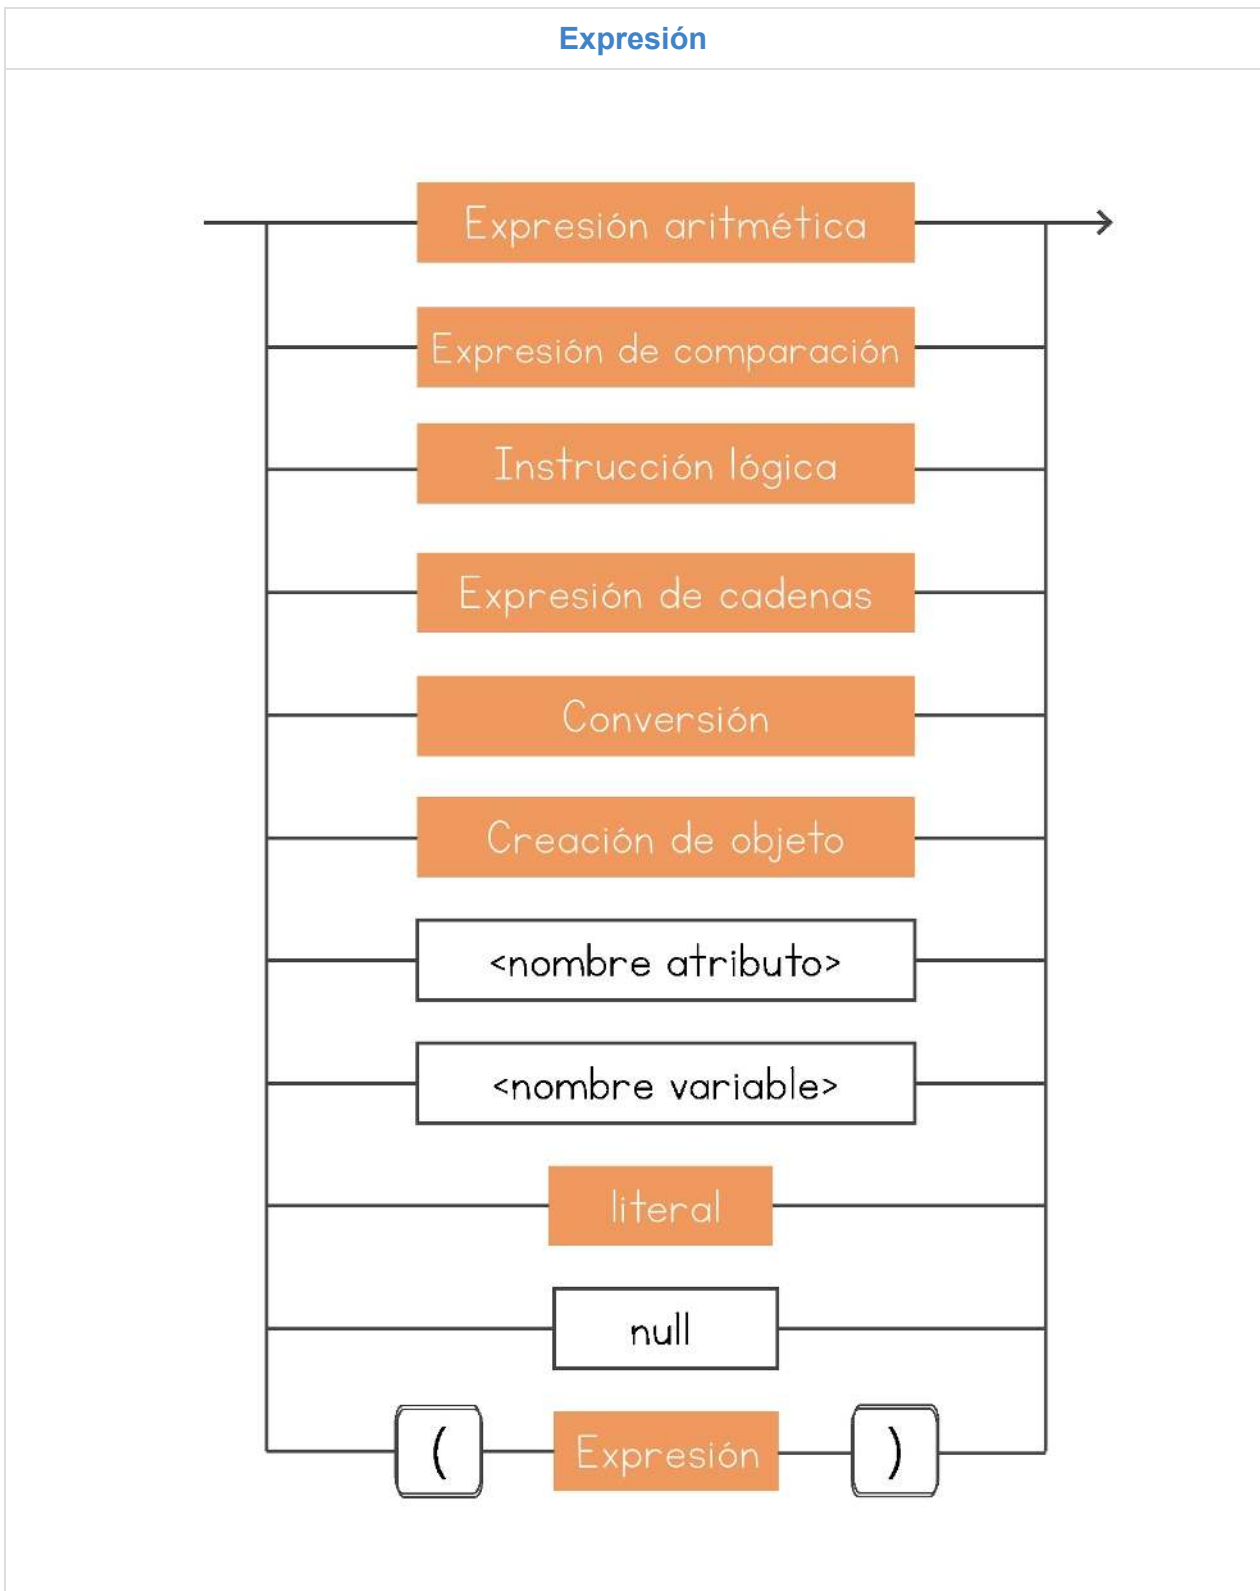 Expresión
Expresión aritmética
Expresión de comparación
Instrucción lógica
Expresión de cadenas
Conversión
Creación de objeto
<nombre atributo>
<nombre variable>
literal
null
( Expresión )